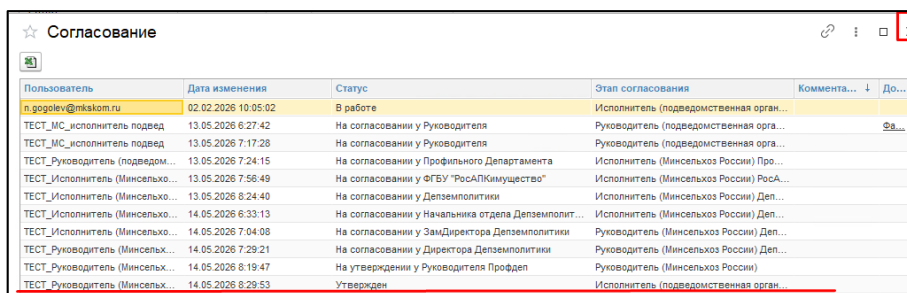 Согласование
Пользователь Дата изменения Статус Этап согласования Коммента... ↓ До...
n.gogolev@mkskom.ru 02.02.2026 10:05:02 В работе Исполнитель (подведомственная орган...
ТЕСТ_МС_исполнитель подвед 13.05.2026 6:27:42 На согласовании у Руководителя Руководитель (подведомственная орга... Фа...
ТЕСТ_МС_исполнитель подвед 13.05.2026 7:17:28 На согласовании у Руководителя Руководитель (подведомственная орга...
ТЕСТ_Руководитель (подведом... 13.05.2026 7:24:15 На согласовании у Профильного Департамента Исполнитель (Минсельхоз России) Про...
ТЕСТ_Исполнитель (Минсельхо... 13.05.2026 7:56:49 На согласовании у ФГБУ "РосАПКимущество" Исполнитель (Минсельхоз России) РосА...
ТЕСТ_Исполнитель (Минсельхо... 13.05.2026 8:24:40 На согласовании у Депземполитики Исполнитель (Минсельхоз России) Деп...
ТЕСТ_Исполнитель (Минсельхо... 14.05.2026 6:33:13 На согласовании у Начальника отдела Депземполит... Исполнитель (Минсельхоз России) Деп...
ТЕСТ_Исполнитель (Минсельхо... 14.05.2026 7:04:08 На согласовании у ЗамДиректора Депземполитики Руководитель (Минсельхоз России) Деп...
ТЕСТ_Руководитель (Минсельх... 14.05.2026 7:29:21 На согласовании у Директора Депземполитики Руководитель (Минсельхоз России) Деп...
ТЕСТ_Руководитель (Минсельх... 14.05.2026 8:19:47 На утверждении у Руководителя Профдеп Руководитель (Минсельхоз России)
ТЕСТ_Руководитель (Минсельх... 14.05.2026 8:29:53 Утвержден Исполнитель (подведомственная орган...